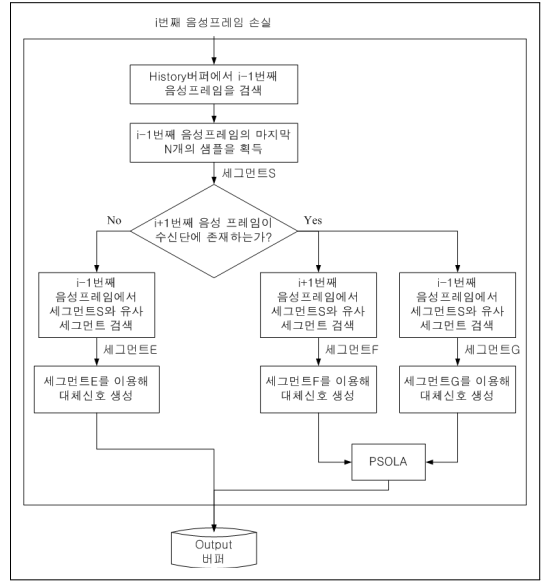 i번째 음성프레임 손실
History버퍼에서 i-1번째
음성프레임을 검색
i-1번째 음성프레임의 마지막
N개의 샘플을 획득
세그먼트S
i+1번째 음성 프레임이
수신단에 존재하는가?
No
Yes
i-1번째
음성프레임에서
세그먼트S와 유사
세그먼트 검색
i+1번째
음성프레임에서
세그먼트S와 유사
세그먼트 검색
i-1번째
음성프레임에서
세그먼트S와 유사
세그먼트 검색
세그먼트E
세그먼트F
세그먼트G
세그먼트E를 이용해
대체신호 생성
세그먼트F를 이용해
대체신호 생성
세그먼트G를 이용해
대체신호 생성
PSOLA
Output
버퍼